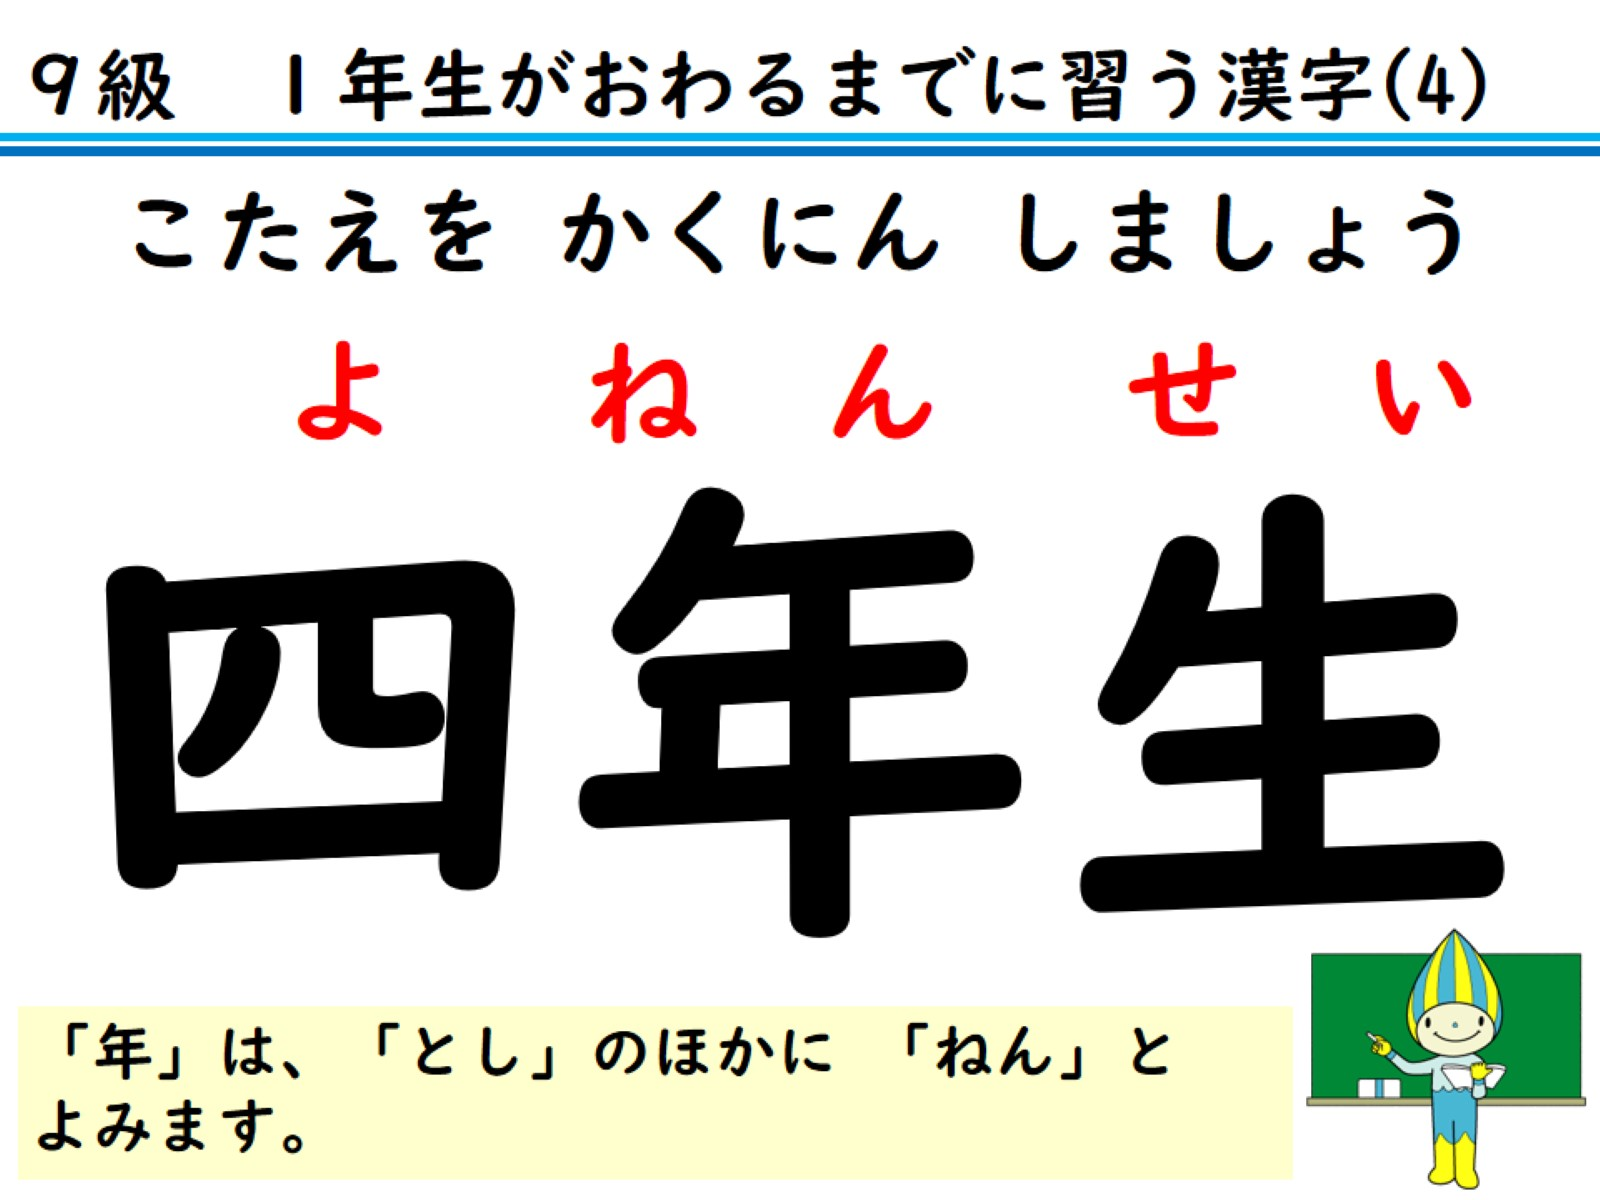 ９級　１年生がおわるまでに習う漢字(4)
こたえを かくにん しましょう
よ ねん せい
四年生
「年」は、「とし」のほかに 「ねん」と
よみます。